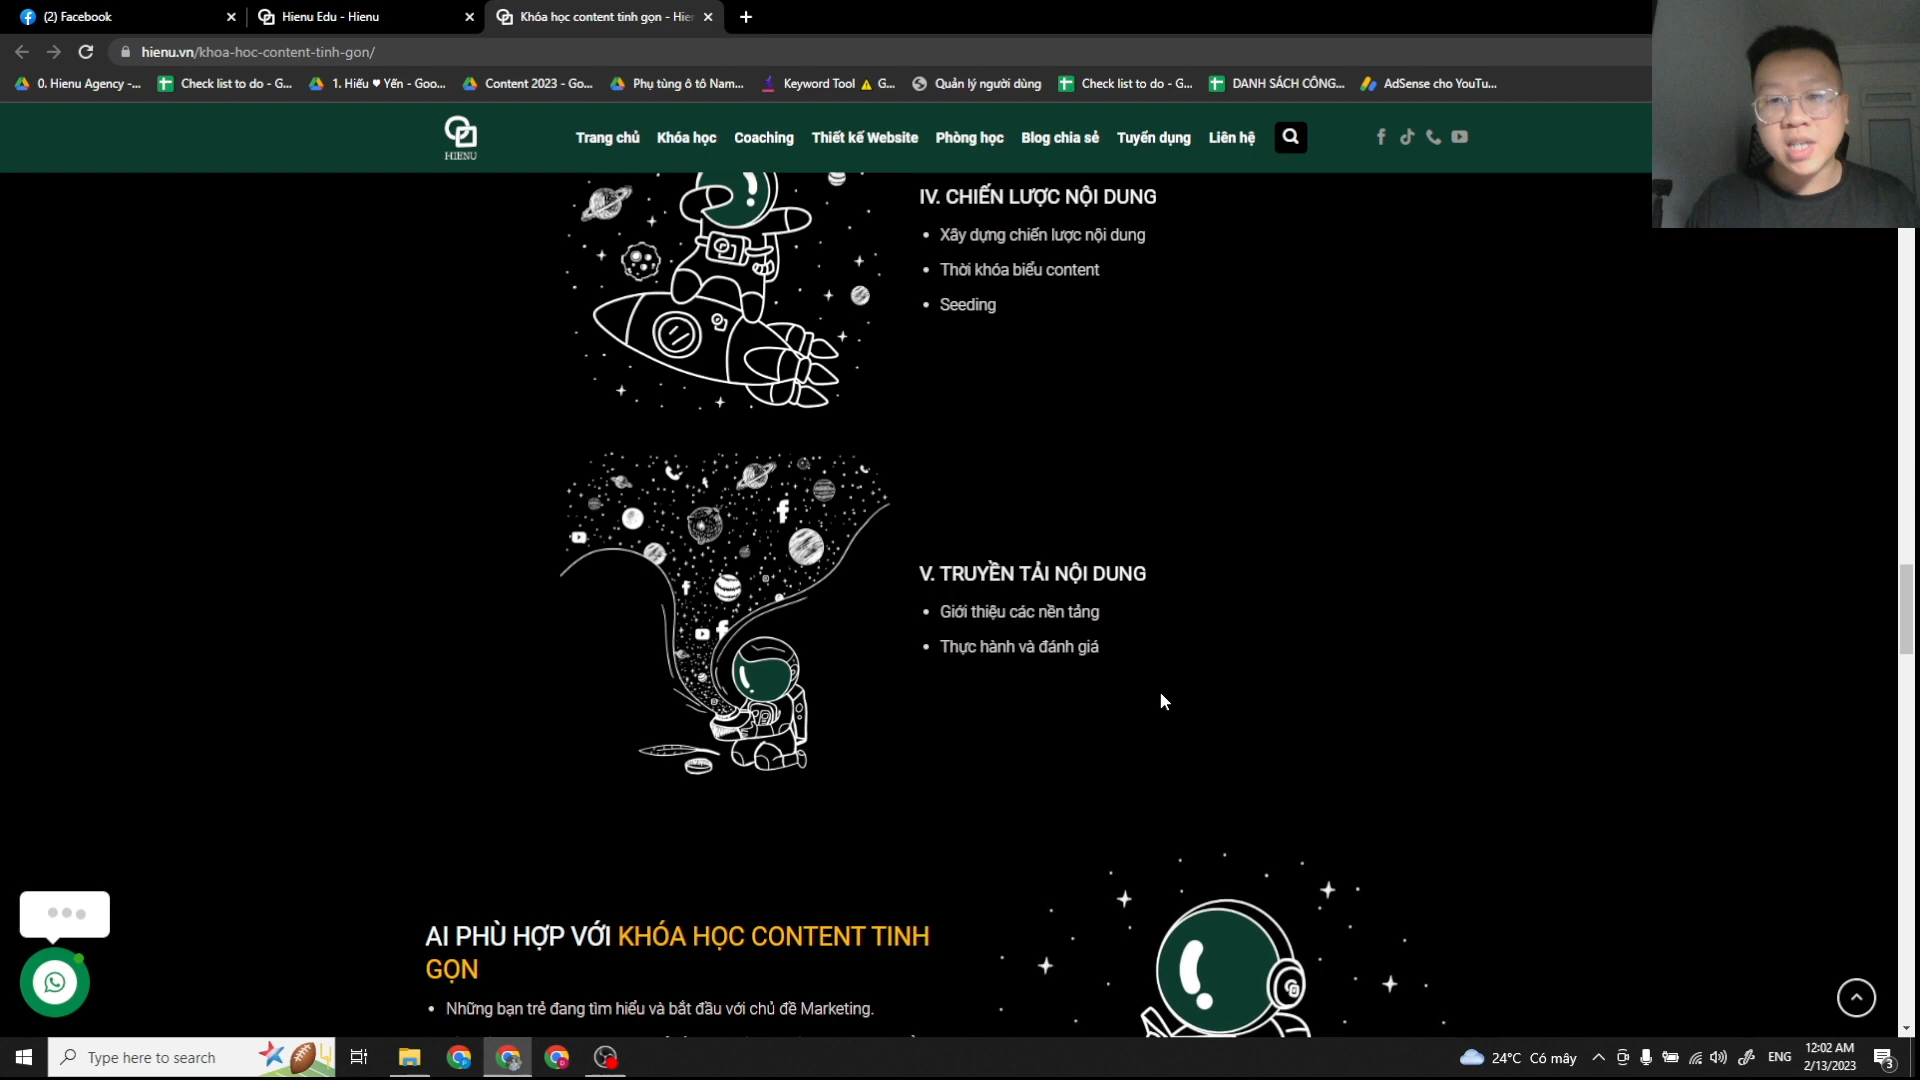 (2) Facebook
Hienu Edu - Hienu
Khóa học content tinh gọn - Hien
hienu.vn/khoa-hoc-content-tinh-gon/
0. Hienu Agency -...
Check list to do - G...
1. Hiếu ♥ Yến - Goo...
Content 2023 - Go...
Phụ tùng ô tô Nam...
Keyword Tool ⚠ G...
Quản lý người dùng
Check list to do - G...
DANH SÁCH CÔNG...
AdSense cho YouTu...
HIENU
Trang chủ
Khóa học
Coaching
Thiết kế Website
Phòng học
Blog chia sẻ
Tuyển dụng
Liên hệ
IV. CHIẾN LƯỢC NỘI DUNG
• Xây dựng chiến lược nội dung
• Thời khóa biểu content
• Seeding
V. TRUYỀN TẢI NỘI DUNG
• Giới thiệu các nền tảng
• Thực hành và đánh giá
AI PHÙ HỢP VỚI KHÓA HỌC CONTENT TINH
GỌN
• Những bạn trẻ đang tìm hiểu và bắt đầu với chủ đề Marketing.
Type here to search
24°C Có mây
ENG
12:02 AM
2/13/2023
3